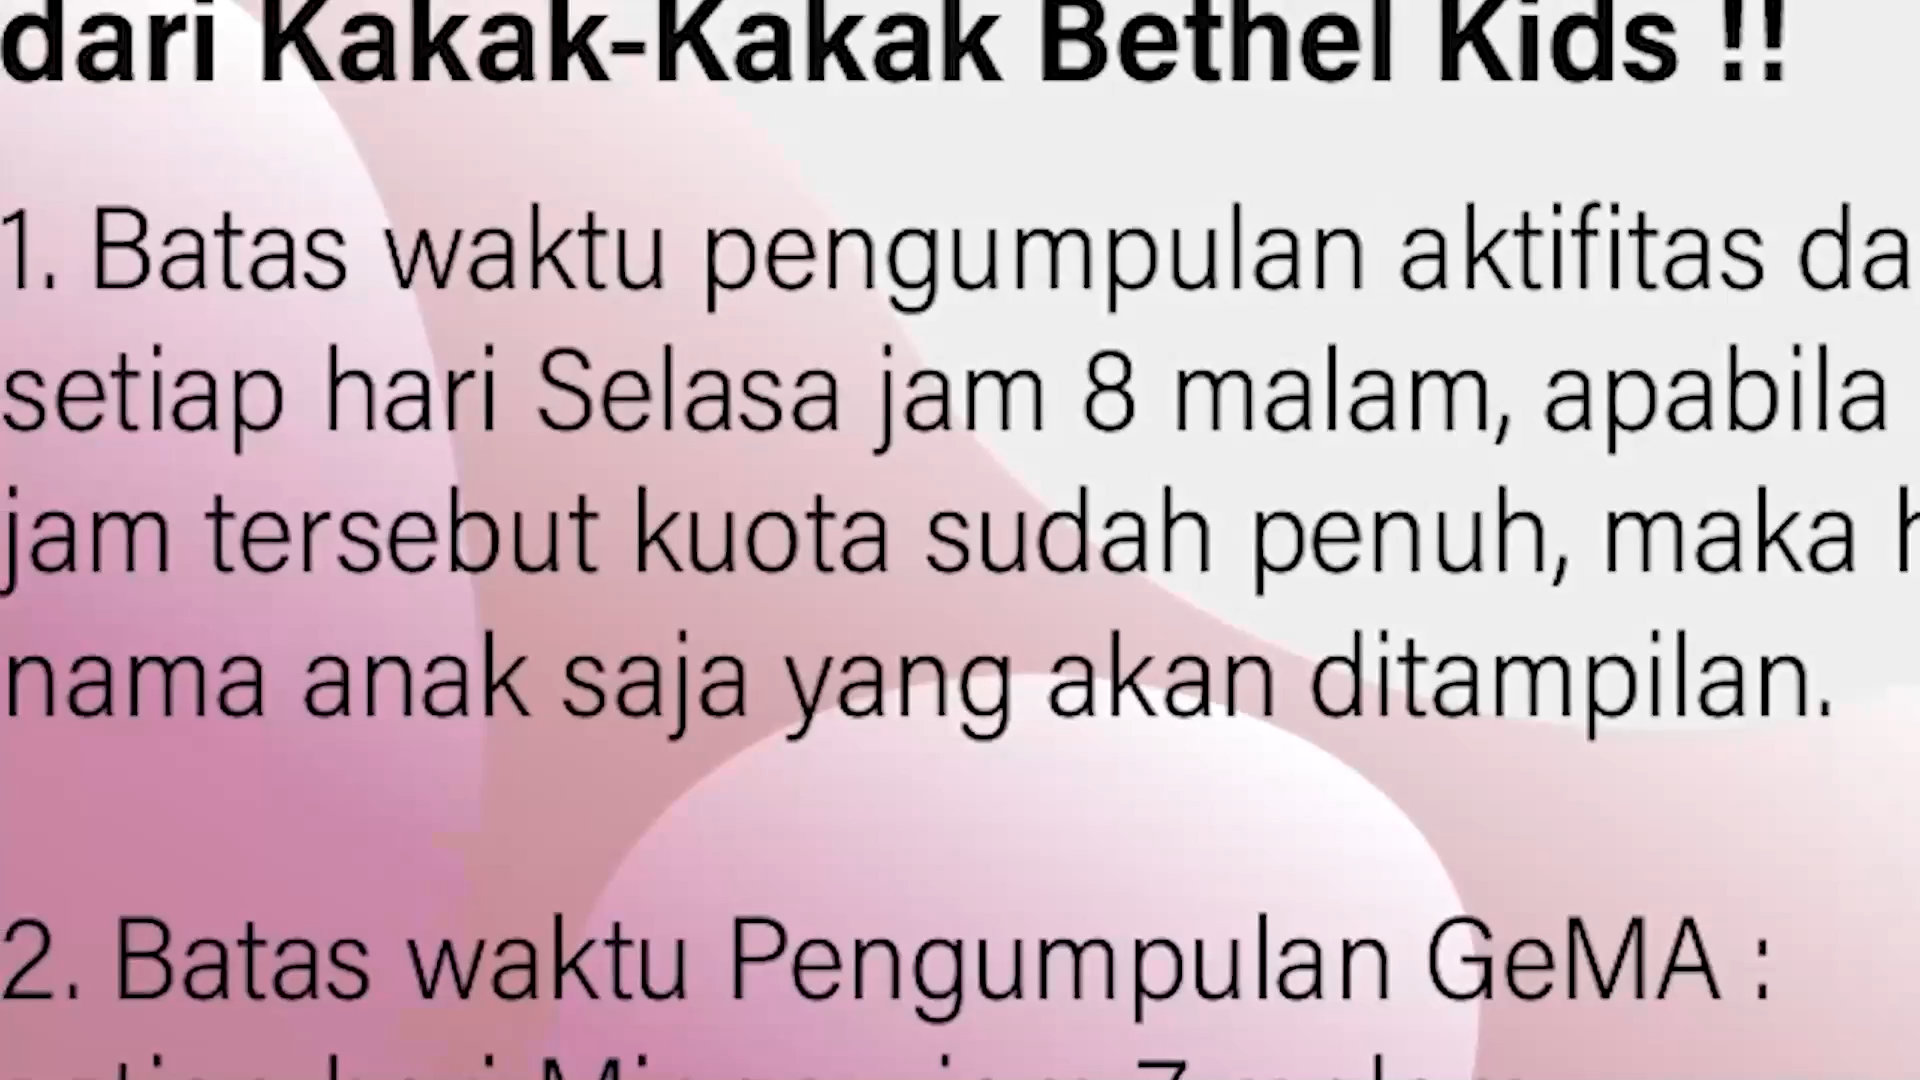 dari Kakak-Kakak Bethel Kids !!
1. Batas waktu pengumpulan aktifitas da
setiap hari Selasa jam 8 malam, apabila
jam tersebut kuota sudah penuh, maka h
nama anak saja yang akan ditampilan.
2. Batas waktu Pengumpulan GeMA :